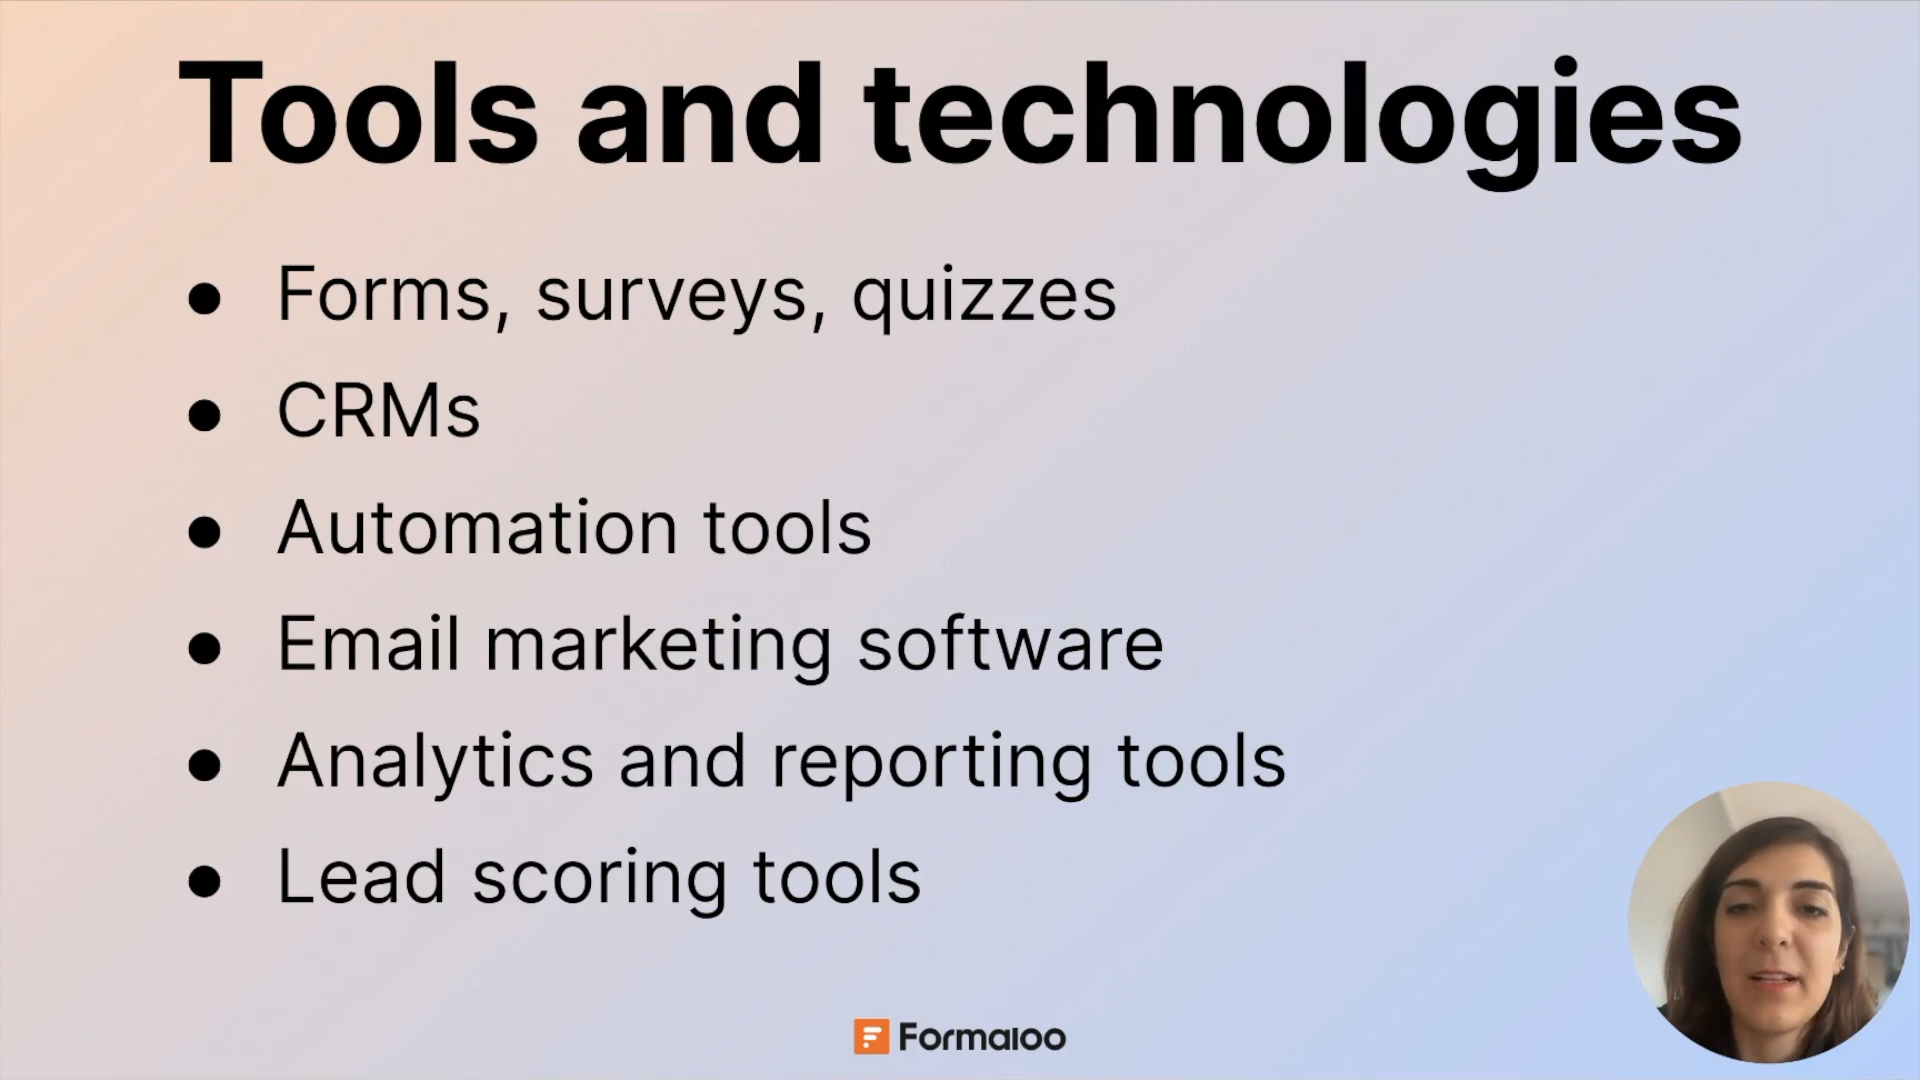 Tools and technologies
● Forms, surveys, quizzes
● CRMs
● Automation tools
● Email marketing software
● Analytics and reporting tools
● Lead scoring tools
Formaloo